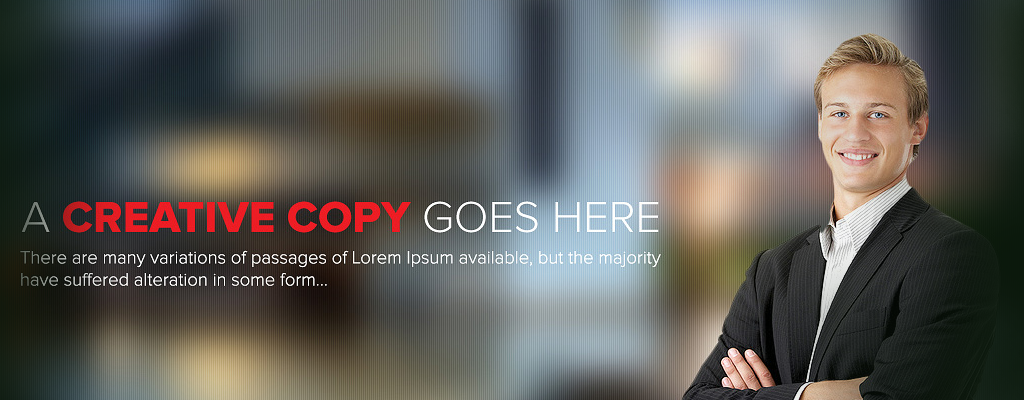 A CREATIVE COPY GOES HERE
There are many variations of passages of Lorem Ipsum available, but the majority
have suffered alteration in some form...